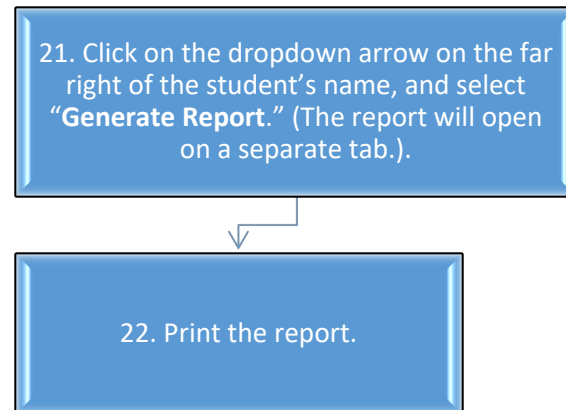 21. Click on the dropdown arrow on the far
right of the student’s name, and select
“Generate Report.” (The report will open
on a separate tab.).
22. Print the report.